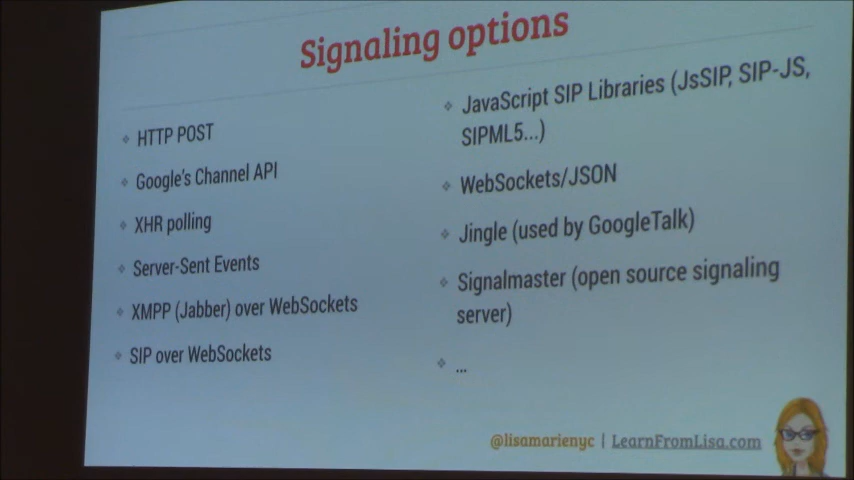 Signaling options
HTTP POST
Google's Channel API
XHR polling
Server-Sent Events
XMPP (Jabber) over WebSockets
SIP over WebSockets
JavaScript SIP Libraries (JsSIP, SIP-JS,
SIPML5...)
WebSockets/JSON
Jingle (used by GoogleTalk)
Signalmaster (open source signaling
server)
...
@lisamarienyc | LearnFromLisa.com